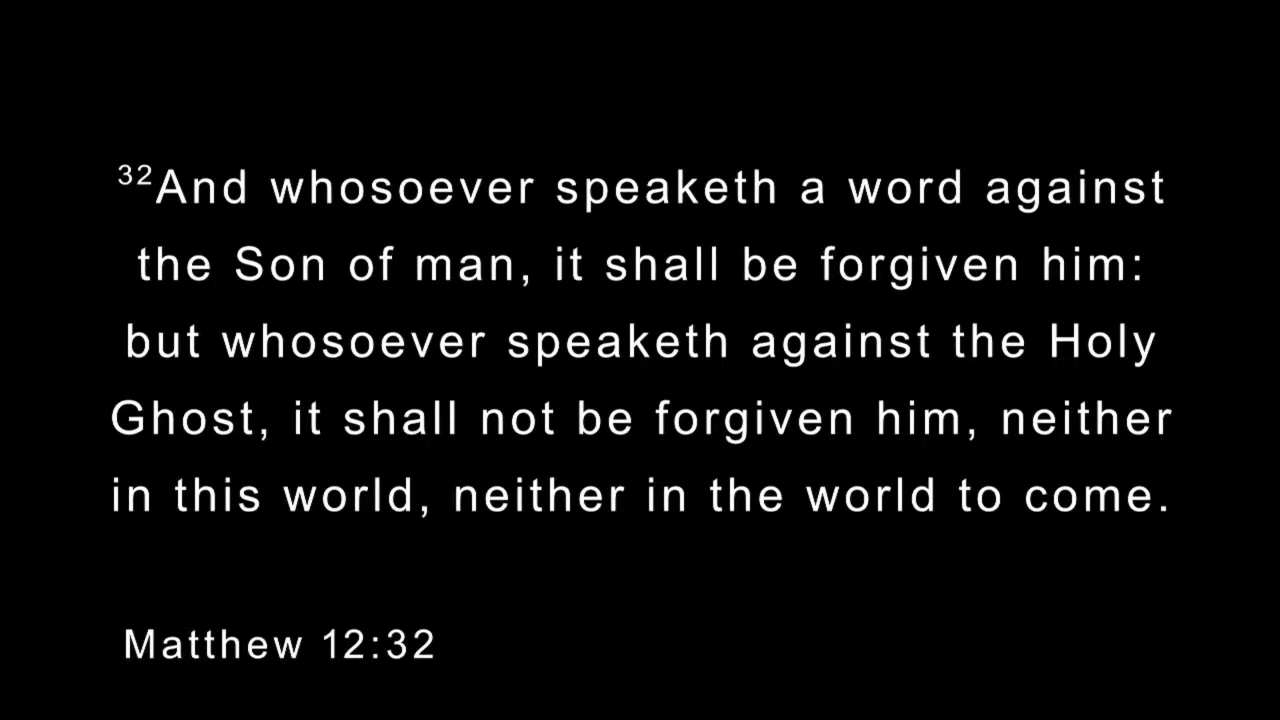 ³²And whosoever speaketh a word against
the Son of man, it shall be forgiven him:
but whosoever speaketh against the Holy
Ghost, it shall not be forgiven him, neither
in this world, neither in the world to come.
Matthew 12:32